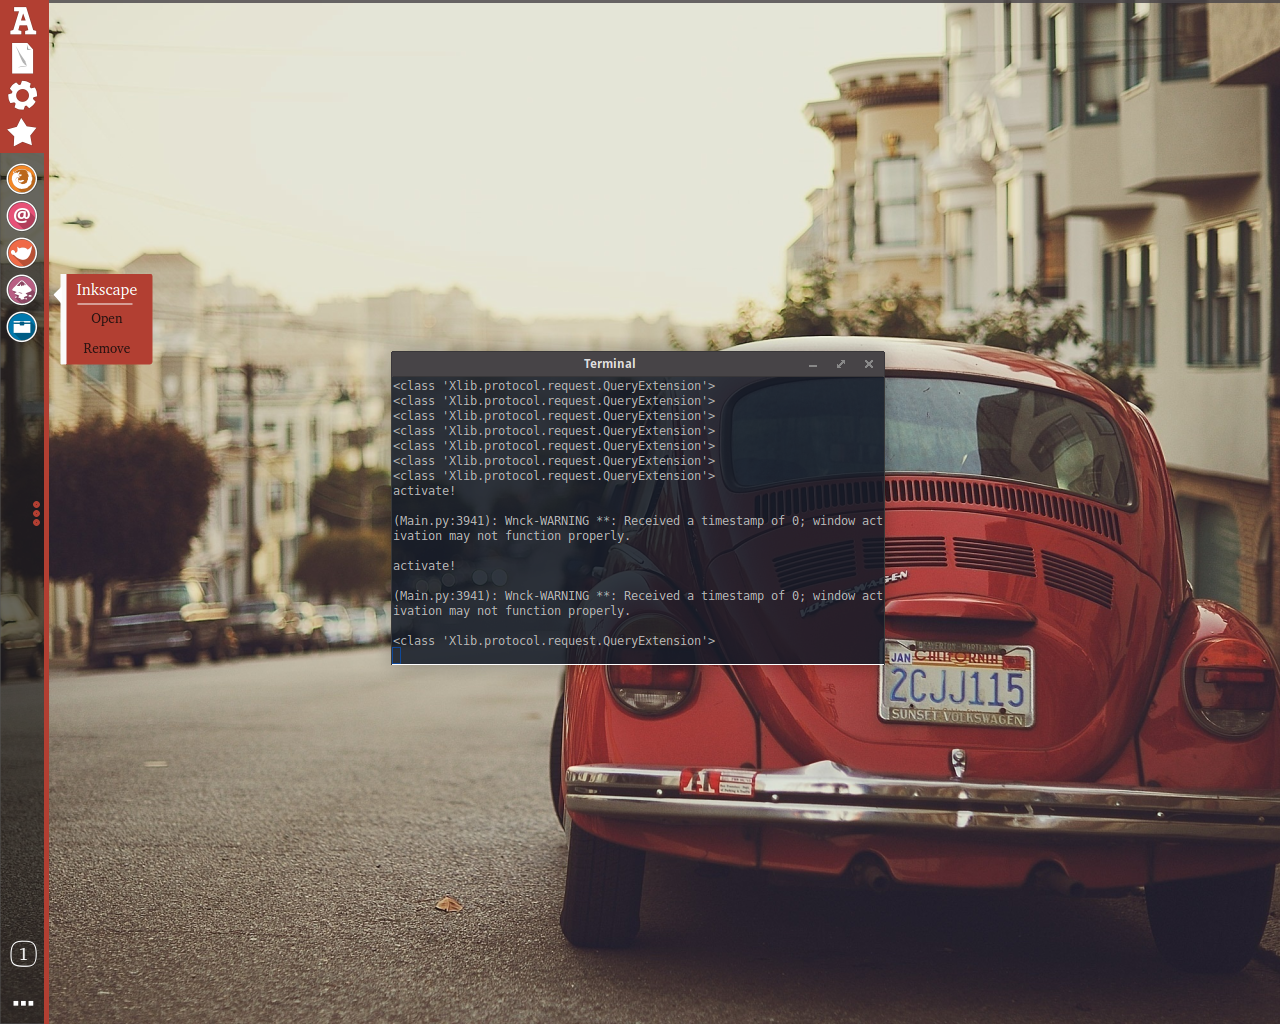 A
@
Inkscape
Open
Remove
Terminal
<class 'Xlib.protocol.request.QueryExtension'>
<class 'Xlib.protocol.request.QueryExtension'>
<class 'Xlib.protocol.request.QueryExtension'>
<class 'Xlib.protocol.request.QueryExtension'>
<class 'Xlib.protocol.request.QueryExtension'>
<class 'Xlib.protocol.request.QueryExtension'>
<class 'Xlib.protocol.request.QueryExtension'>
activate!
(Main.py:3941): Wnck-WARNING **: Received a timestamp of 0; window act
ivation may not function properly.
activate!
(Main.py:3941): Wnck-WARNING **: Received a timestamp of 0; window act
ivation may not function properly.
<class 'Xlib.protocol.request.QueryExtension'>
VOLKSWAGEN
JAN CALIFORNIA
2CJJ115
SUNSET VOLKSWAGEN
A1
1